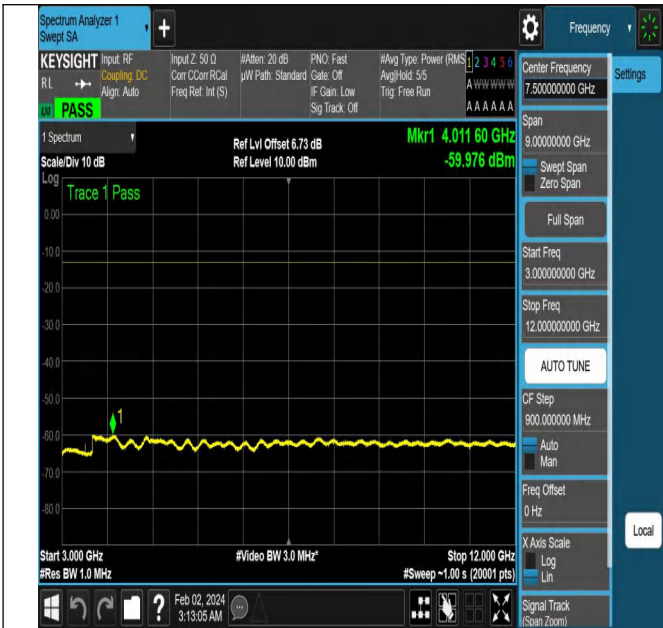 Spectrum Analyzer 1
Swept SA
Frequency
KEYSIGHT
RL
PASS
Input: RF
Coupling: DC
Align: Auto
Input Z: 50 Ω
Corr CCorr RCal
Freq Ref: Int (S)
#Atten: 20 dB
µW Path: Standard
PNO: Fast
Gate: Off
IF Gain: Low
Sig Track: Off
#Avg Type: Power (RMS
Avg|Hold: 5/5
Trig: Free Run
1 2 3 4 5 6
A W W W W W
A A A A A A
1 Spectrum
Scale/Div 10 dB
Log
Ref Lvl Offset 6.73 dB
Ref Level 10.00 dBm
Mkr1 4.011 60 GHz
-59.976 dBm
Trace 1 Pass
0.00
-10.0
-20.0
-30.0
-40.0
-50.0
-60.0
-70.0
-80.0
1
Start 3.000 GHz
#Res BW 1.0 MHz
#Video BW 3.0 MHz*
Stop 12.000 GHz
#Sweep ~1.00 s (20001 pts)
Feb 02, 2024
3:13:05 AM
?
Center Frequency
7.50000000 GHz
Settings
Span
9.00000000 GHz
Swept Span
Zero Span
Full Span
Start Freq
3.000000000 GHz
Stop Freq
12.000000000 GHz
AUTO TUNE
CF Step
900.000000 MHz
Auto
Man
Freq Offset
0 Hz
X Axis Scale
Log
Lin
Local
Signal Track
(Span Zoom)